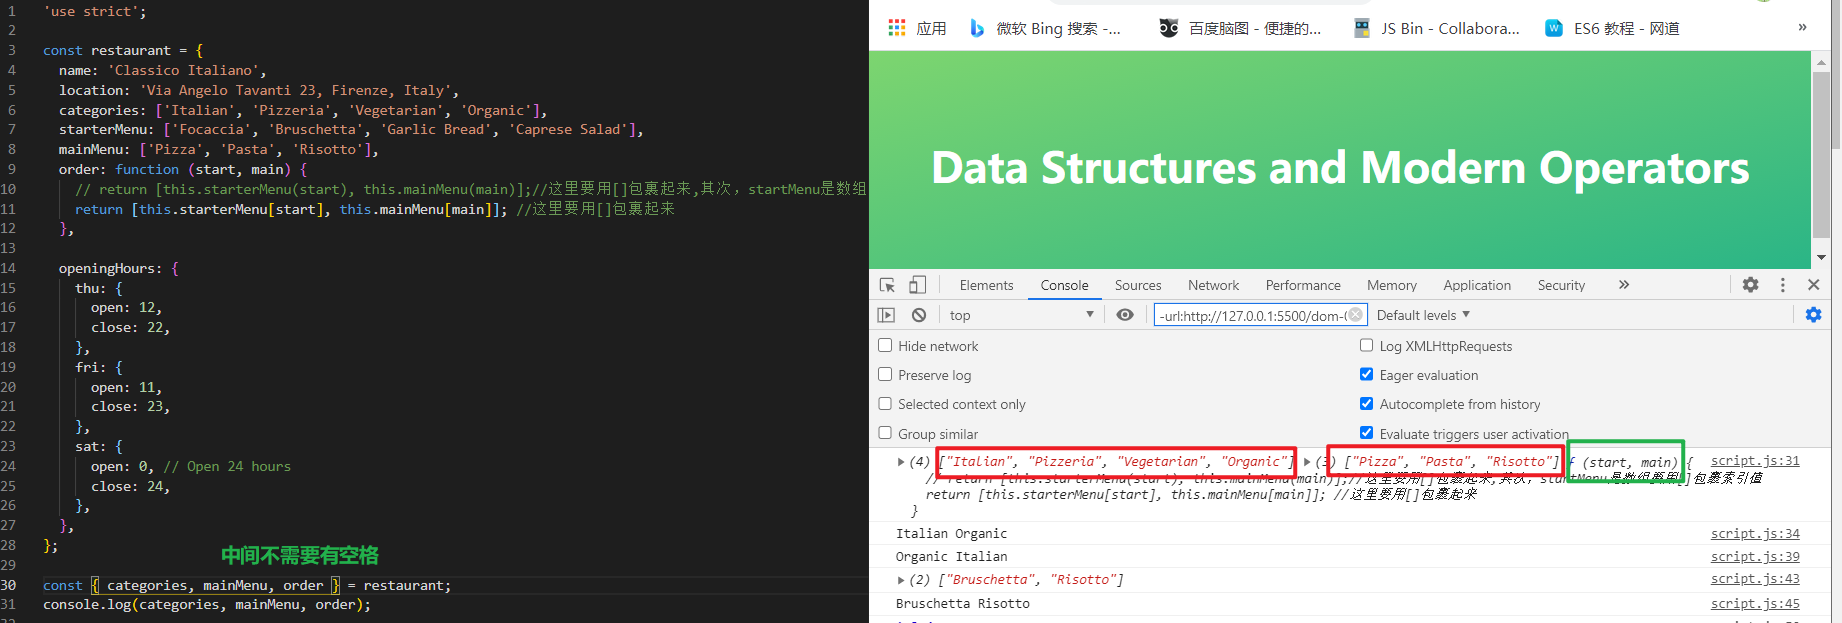 1 'use strict';
2
3 const restaurant = {
4 name: 'Classico Italiano',
5 location: 'Via Angelo Tavanti 23, Firenze, Italy',
6 categories: ['Italian', 'Pizzeria', 'Vegetarian', 'Organic'],
7 starterMenu: ['Focaccia', 'Bruschetta', 'Garlic Bread', 'Caprese Salad'],
8 mainMenu: ['Pizza', 'Pasta', 'Risotto'],
9 order: function (start, main) {
10 // return [this.starterMenu(start), this.mainMenu(main)];//这里要用[]包裹起来,其次，startMenu是数组
11 return [this.starterMenu[start], this.mainMenu[main]]; //这里要用[]包裹起来
12 },
13
14 openingHours: {
15 thu: {
16 open: 12,
17 close: 22,
18 },
19 fri: {
20 open: 11,
21 close: 23,
22 },
23 sat: {
24 open: 0, // Open 24 hours
25 close: 24,
26 },
27 },
28 };
中间不需要有空格
29
30 const { categories, mainMenu, order } = restaurant;
31 console.log(categories, mainMenu, order);
应用 微软 Bing 搜索 -... 百度脑图 - 便捷的... JS Bin - Collabora... ES6 教程 - 网道 »
Data Structures and Modern Operators
Elements Console Sources Network Performance Memory Application Security »
top -url:http://127.0.0.1:5500/dom-( Default levels
Hide network Log XMLHttpRequests
Preserve log Eager evaluation
Selected context only Autocomplete from history
Group similar Evaluate triggers user activation
(4) ["Italian", "Pizzeria", "Vegetarian", "Organic"] (3) ["Pizza", "Pasta", "Risotto"] f (start, main) { script.js:31
// return [this.starterMenu(start), this.mainMenu(main)];//这里要用[]包裹起来,其次，startMenu是数组要用[]包裹索引值
return [this.starterMenu[start], this.mainMenu[main]]; //这里要用[]包裹起来
}
Italian Organic script.js:34
Organic Italian script.js:39
(2) ["Bruschetta", "Risotto"] script.js:43
Bruschetta Risotto script.js:45